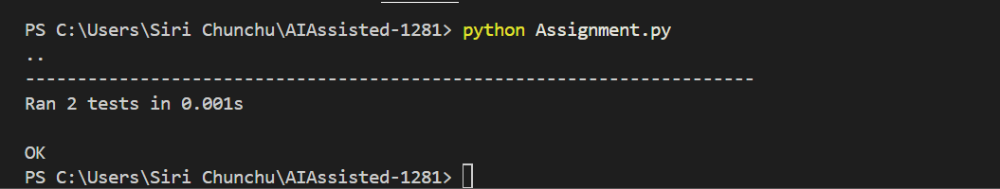 PS C:\Users\Siri Chunchu\AIAssisted-1281> python Assignment.py
..
----------------------------------------------------------------------
Ran 2 tests in 0.001s
OK
PS C:\Users\Siri Chunchu\AIAssisted-1281>